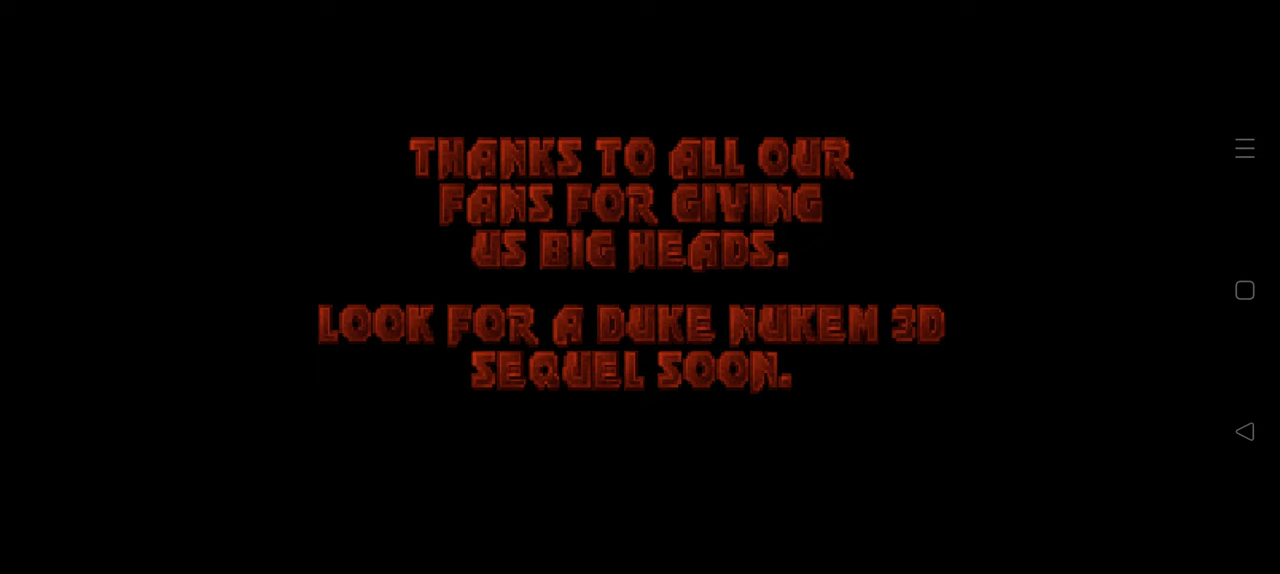 THANKS TO ALL OUR
FANS FOR GIVING
US BIG HEADS.
LOOK FOR A DUKE NUKEM 3D
SEQUEL SOON.